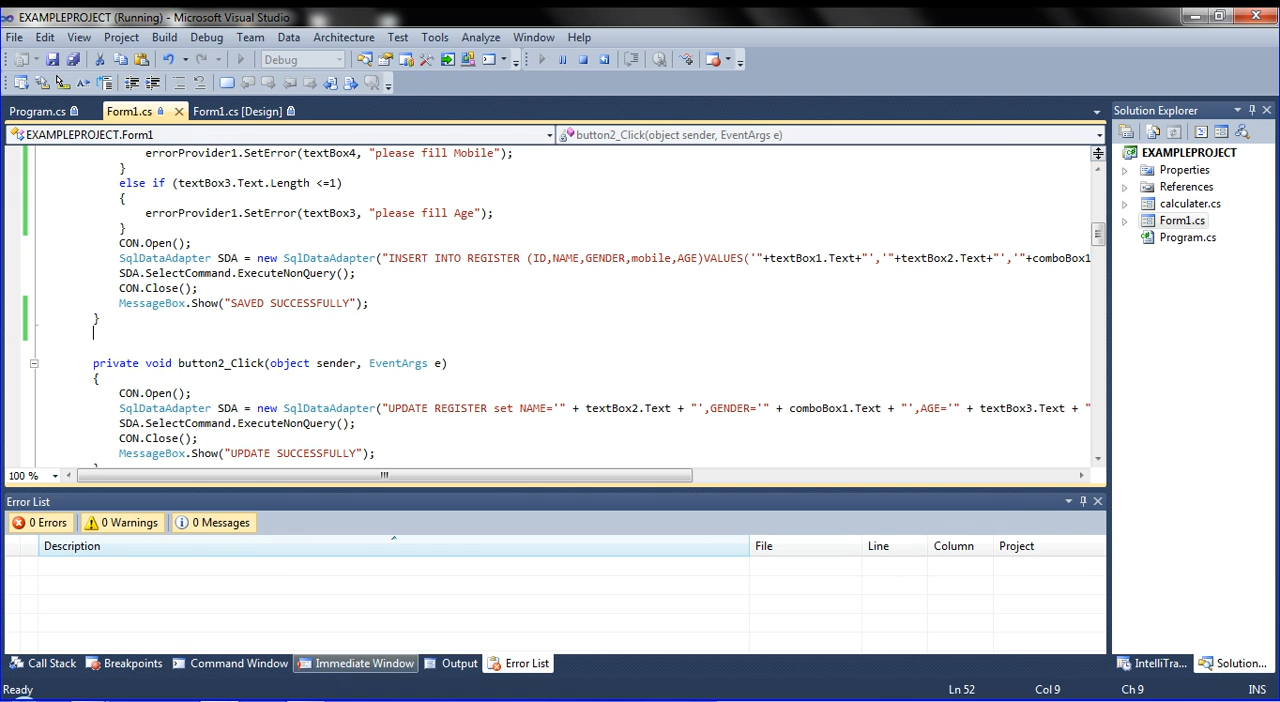 EXAMPLEPROJECT (Running) - Microsoft Visual Studio
File Edit View Project Build Debug Team Data Architecture Test Tools Analyze Window Help
Debug
Program.cs Form1.cs Form1.cs [Design] Solution Explorer
EXAMPLEPROJECT.Form1 button2_Click(object sender, EventArgs e)
errorProvider1.SetError(textBox4, "please fill Mobile");
}
else if (textBox3.Text.Length <=1)
{
errorProvider1.SetError(textBox3, "please fill Age");
}
CON.Open();
SqlDataAdapter SDA = new SqlDataAdapter("INSERT INTO REGISTER (ID,NAME,GENDER,mobile,AGE)VALUES('"+textBox1.Text+"','"+textBox2.Text+"','"+comboBox1
SDA.SelectCommand.ExecuteNonQuery();
CON.Close();
MessageBox.Show("SAVED SUCCESSFULLY");
}
private void button2_Click(object sender, EventArgs e)
{
CON.Open();
SqlDataAdapter SDA = new SqlDataAdapter("UPDATE REGISTER set NAME='" + textBox2.Text + "',GENDER='" + comboBox1.Text + "',AGE='" + textBox3.Text + "
SDA.SelectCommand.ExecuteNonQuery();
CON.Close();
MessageBox.Show("UPDATE SUCCESSFULLY");
100 %
EXAMPLEPROJECT
Properties
References
calculater.cs
Form1.cs
Program.cs
Error List
0 Errors 0 Warnings 0 Messages
Description File Line Column Project
Call Stack Breakpoints Command Window Immediate Window Output Error List IntelliTra... Solution...
Ready Ln 52 Col 9 Ch 9 INS